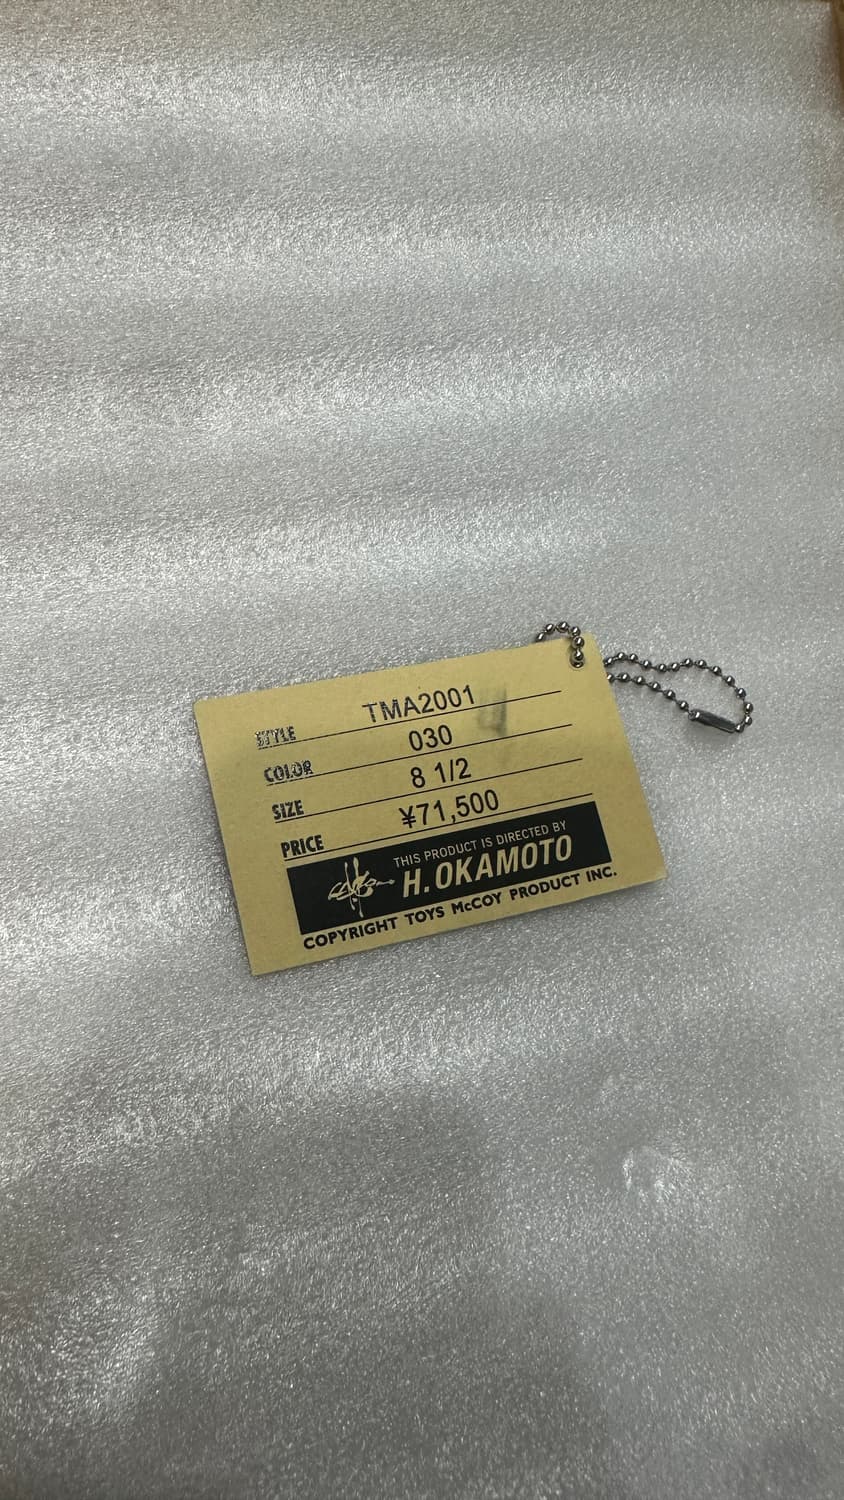 STYLE TMA2001
COLOR 030
SIZE 8 1/2
PRICE ¥71,500
THIS PRODUCT IS DIRECTED BY
H. OKAMOTO
COPYRIGHT TOYS McCOY PRODUCT INC.